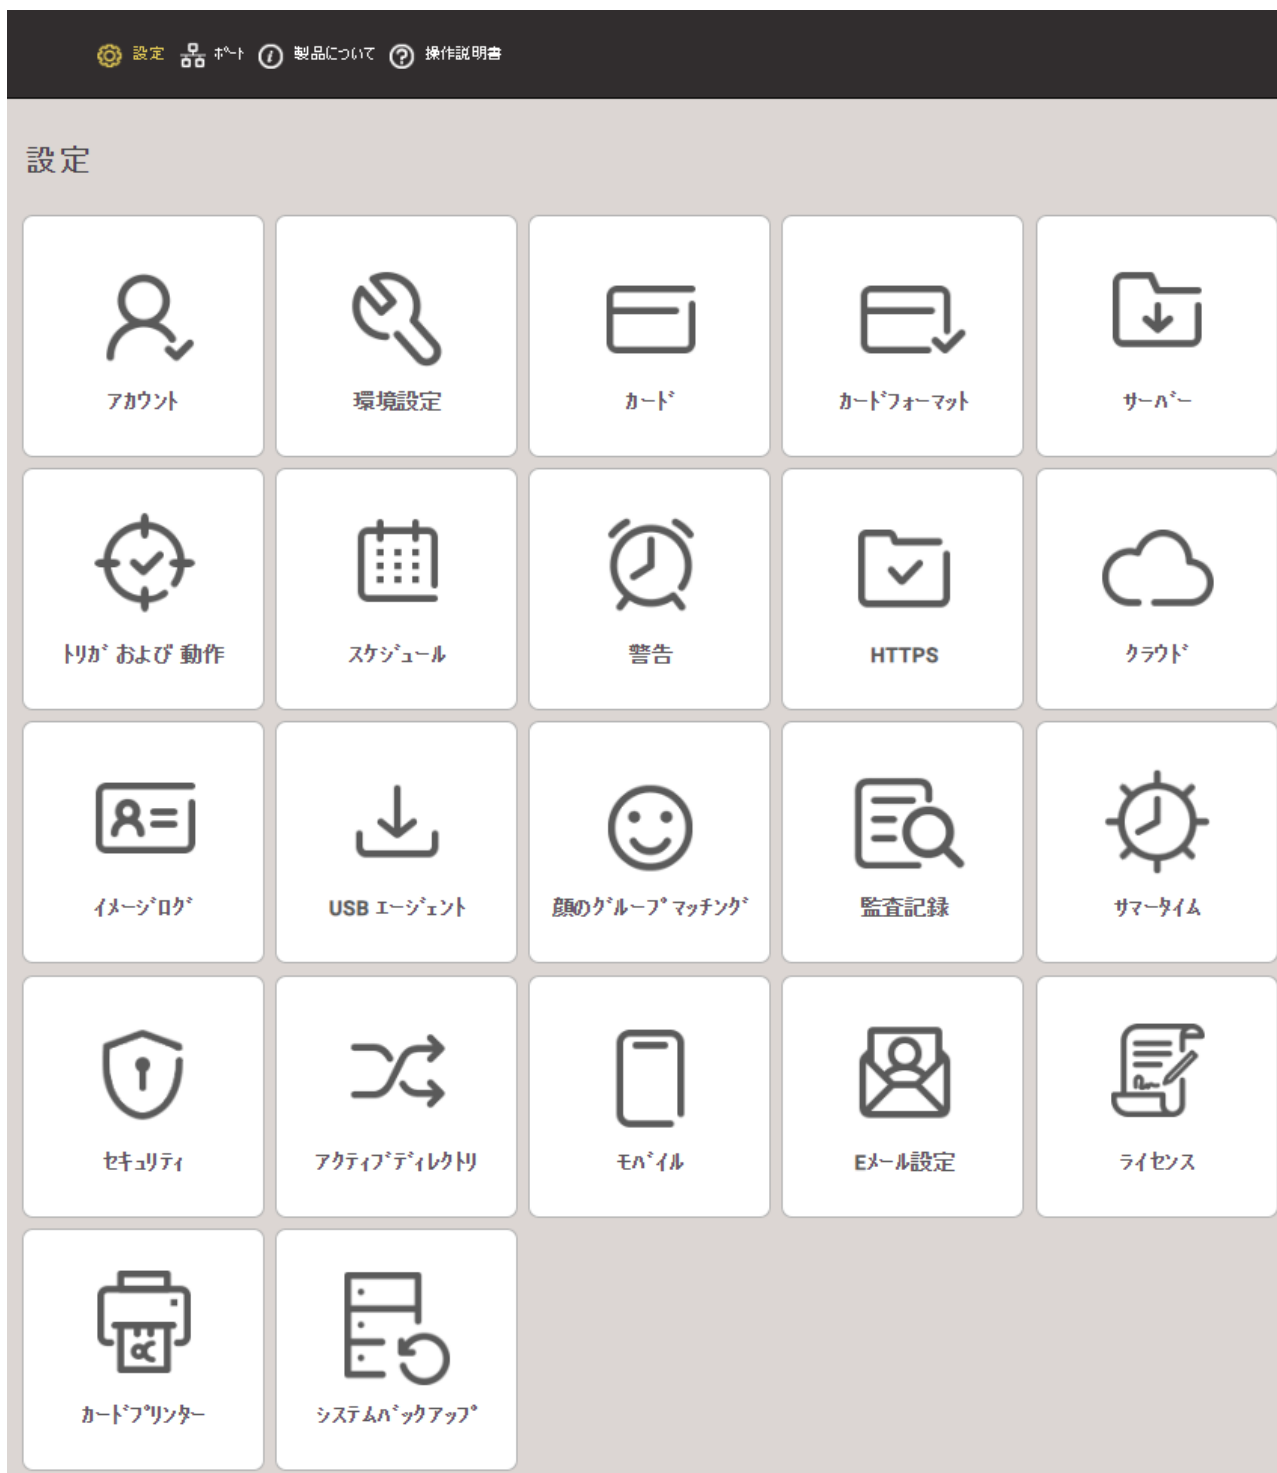 設定 ﾎﾟｰﾄ 製品について 操作説明書
設定
ｱｶｳﾝﾄ 環境設定 ｶｰﾄﾞ ｶｰﾄﾞﾌｫｰﾏｯﾄ ｻｰﾊﾞｰ
ﾄﾘｶﾞ および 動作 ｽｹｼﾞｭｰﾙ 警告 HTTPS ｸﾗｳﾄﾞ
ｲﾒｰｼﾞﾛｸﾞ USB ｴｰｼﾞｪﾝﾄ 顔のｸﾞﾙｰﾌﾟﾏｯﾁﾝｸﾞ 監査記録 ｻﾏｰﾀｲﾑ
ｾｷｭﾘﾃｨ ｱｸﾃｨﾌﾞﾃﾞｨﾚｸﾄﾘ ﾓﾊﾞｲﾙ Eﾒｰﾙ設定 ﾗｲｾﾝｽ
ｶｰﾄﾞﾌﾟﾘﾝﾀｰ ｼｽﾃﾑﾊﾞｯｸｱｯﾌﾟ